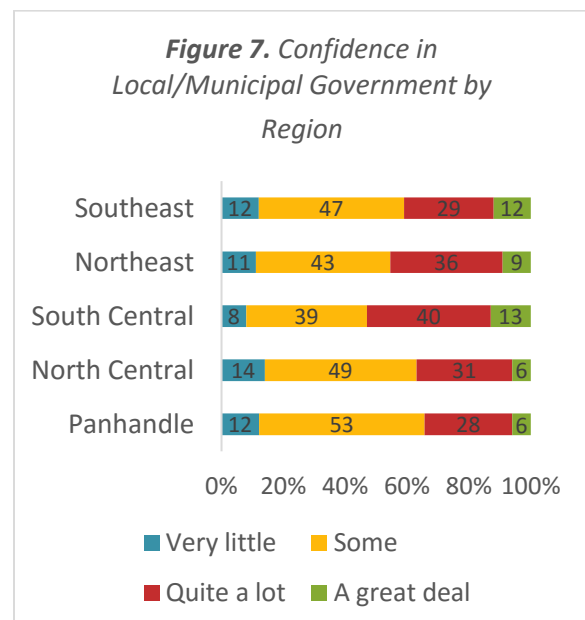 Figure 7. Confidence in
Local/Municipal Government by
Region
Southeast 12 47 29 12
Northeast 11 43 36 9
South Central 8 39 40 13
North Central 14 49 31 6
Panhandle 12 53 28 6
0% 20% 40% 60% 80% 100%
Very little Some
Quite a lot A great deal